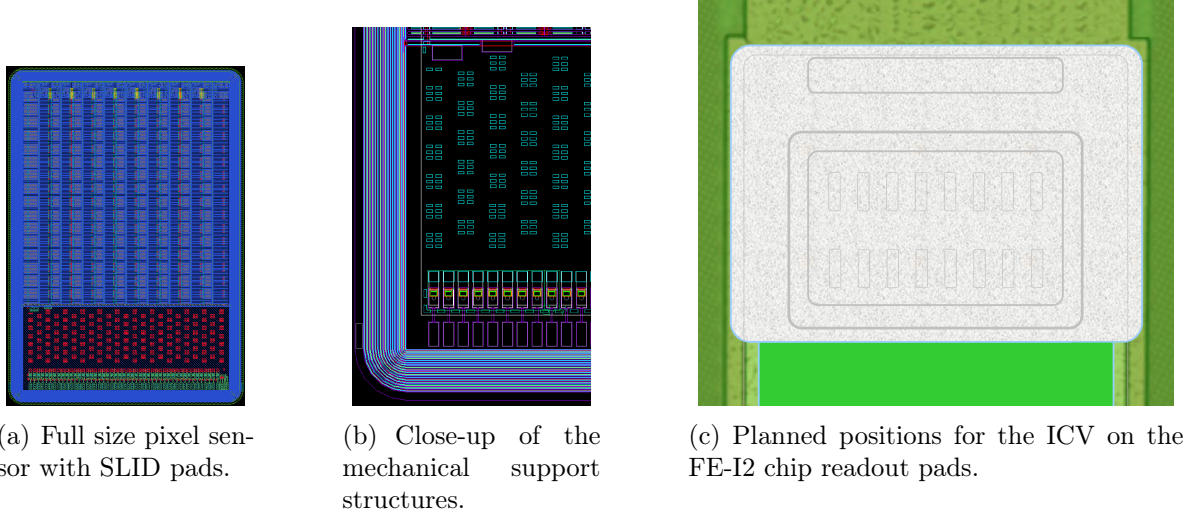 (a) Full size pixel sen-
sor with SLID pads.
(b) Close-up of the
mechanical support
structures.
(c) Planned positions for the ICV on the
FE-I2 chip readout pads.